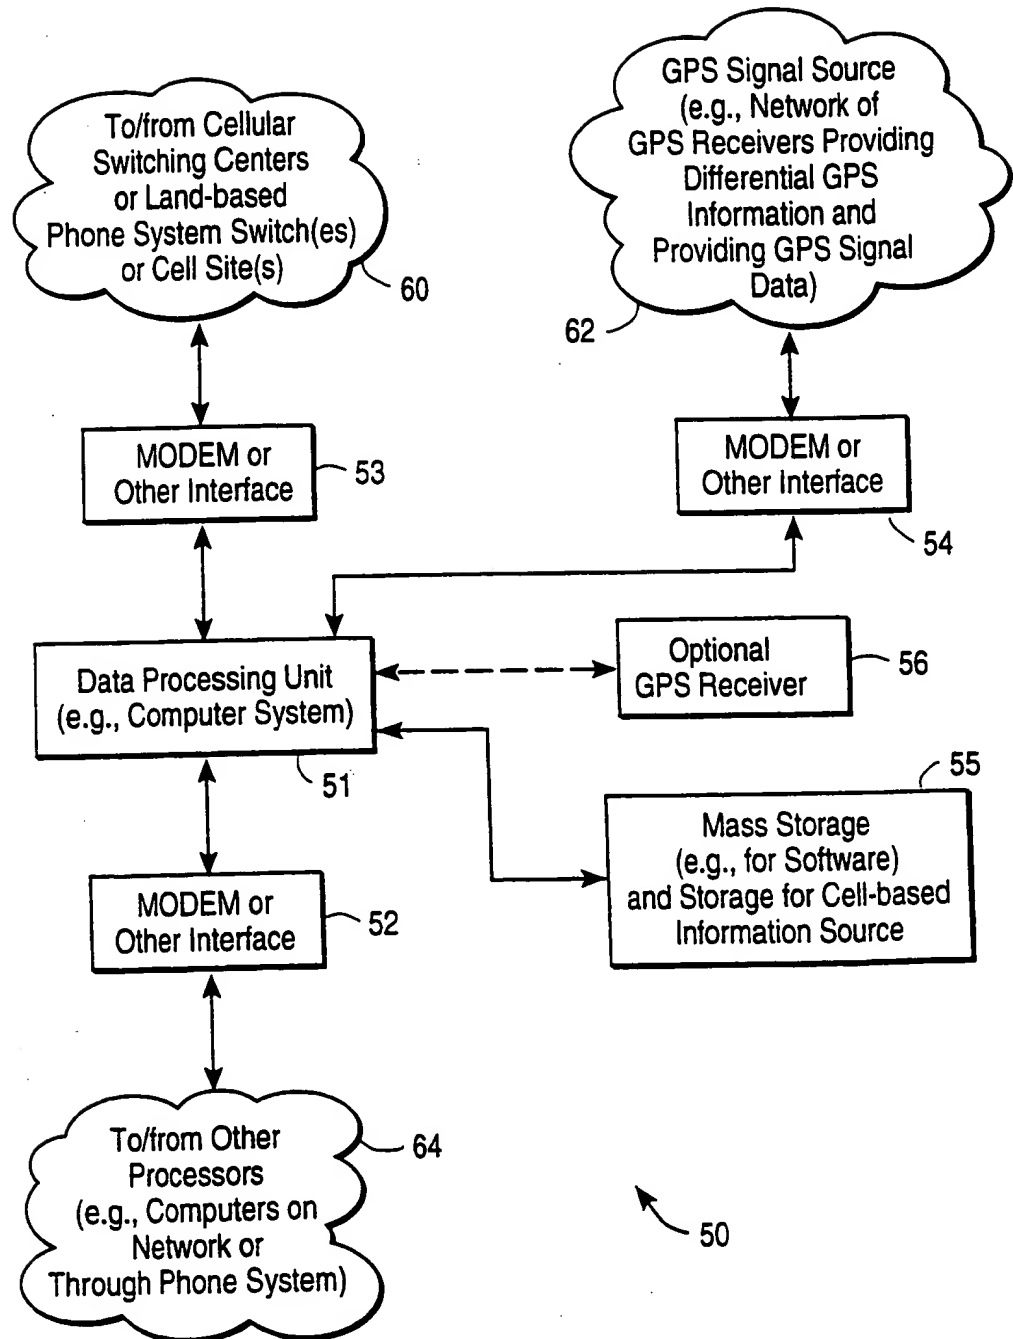 To/from Cellular
Switching Centers
or Land-based
Phone System Switch(es)
or Cell Site(s)
60
GPS Signal Source
(e.g., Network of
GPS Receivers Providing
Differential GPS
Information and
Providing GPS Signal
Data)
62
MODEM or
Other Interface
53
MODEM or
Other Interface
54
Data Processing Unit
(e.g., Computer System)
51
Optional
GPS Receiver
56
55
Mass Storage
(e.g., for Software)
and Storage for Cell-based
Information Source
MODEM or
Other Interface
52
To/from Other
Processors
(e.g., Computers on
Network or
Through Phone System)
64
50